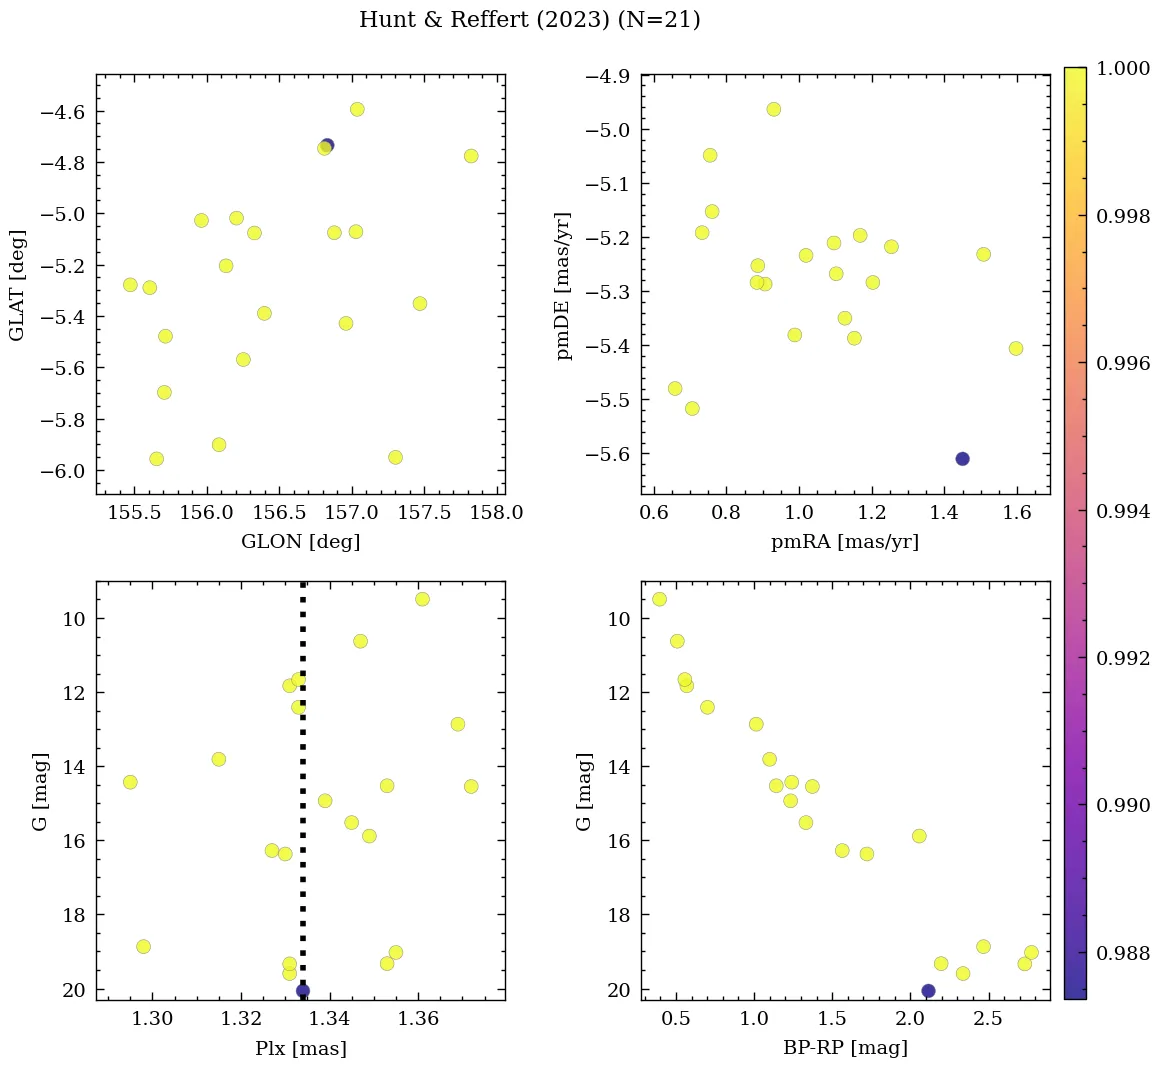 Hunt & Reffert (2023) (N=21)
−4.6
−4.8
−5.0
−5.2
−5.4
−5.6
−5.8
−6.0
GLAT [deg]
155.5 156.0 156.5 157.0 157.5 158.0
GLON [deg]
−4.9
−5.0
−5.1
−5.2
−5.3
−5.4
−5.5
−5.6
pmDE [mas/yr]
0.6 0.8 1.0 1.2 1.4 1.6
pmRA [mas/yr]
10
12
14
16
18
20
G [mag]
1.30 1.32 1.34 1.36
Plx [mas]
10
12
14
16
18
20
G [mag]
0.5 1.0 1.5 2.0 2.5
BP-RP [mag]
1.000
0.998
0.996
0.994
0.992
0.990
0.988